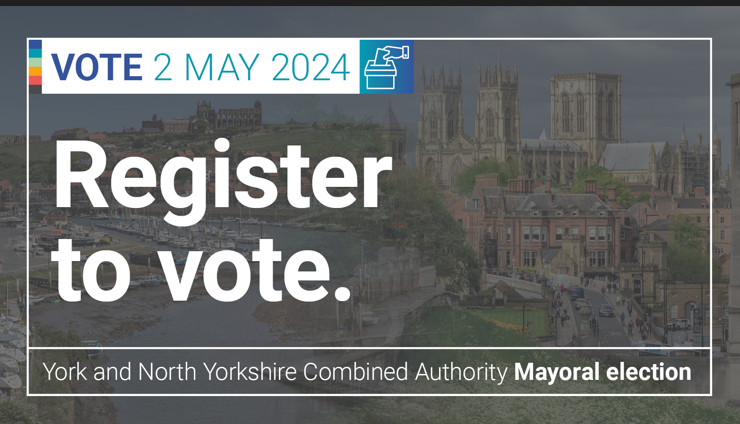 VOTE 2 MAY 2024
Register
to vote.
York and North Yorkshire Combined Authority Mayoral election